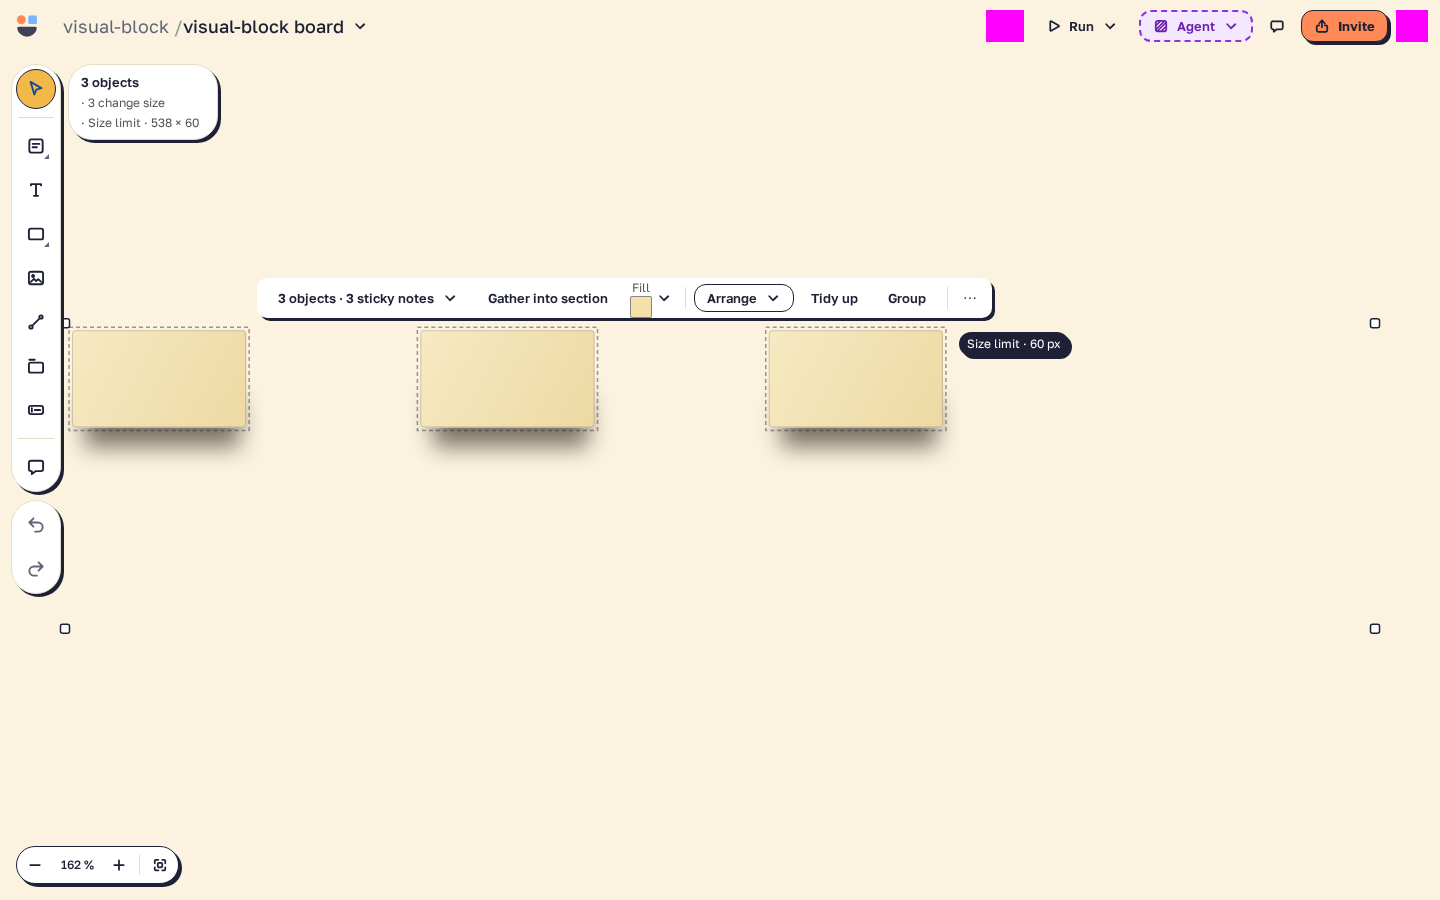 visual-block / visual-block board
Run
Agent
Invite
3 objects
· 3 change size
· Size limit · 538 × 60
3 objects · 3 sticky notes
Gather into section
Fill
Arrange
Tidy up
Group
Size limit · 60 px
162 %